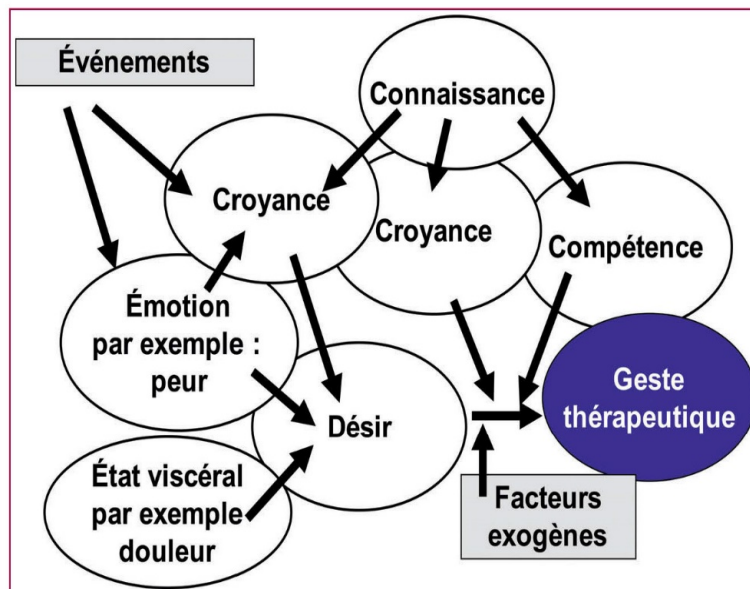 Événements
Connaissance
Croyance
Croyance
Compétence
Émotion
par exemple :
peur
Désir
Geste
thérapeutique
État viscéral
par exemple
douleur
Facteurs
exogènes